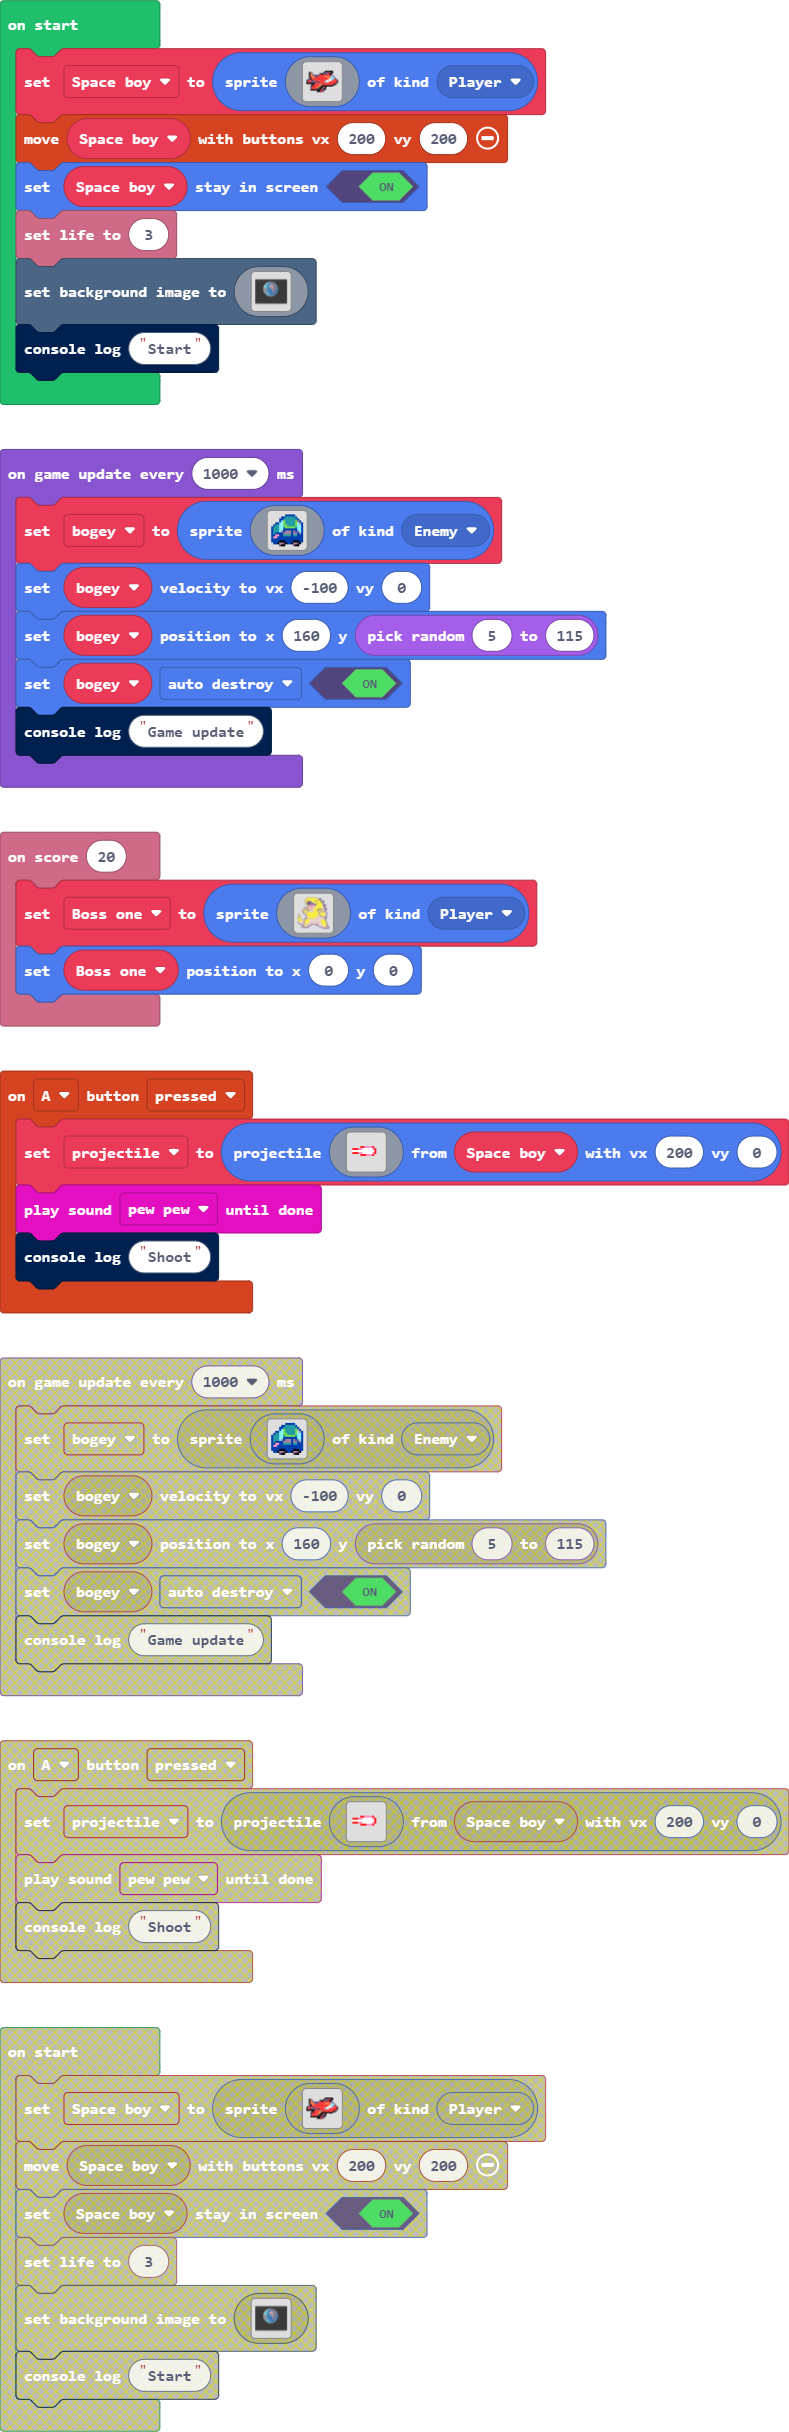 on start
set Space boy to sprite of kind Player
move Space boy with buttons vx 200 vy 200
set Space boy stay in screen ON
set life to 3
set background image to
console log "Start"
on game update every 1000 ms
set bogey to sprite of kind Enemy
set bogey velocity to vx -100 vy 0
set bogey position to x 160 y pick random 5 to 115
set bogey auto destroy ON
console log "Game update"
on score 20
set Boss one to sprite of kind Player
set Boss one position to x 0 y 0
on A button pressed
set projectile to projectile from Space boy with vx 200 vy 0
play sound pew pew until done
console log "Shoot"
on game update every 1000 ms
set bogey to sprite of kind Enemy
set bogey velocity to vx -100 vy 0
set bogey position to x 160 y pick random 5 to 115
set bogey auto destroy ON
console log "Game update"
on A button pressed
set projectile to projectile from Space boy with vx 200 vy 0
play sound pew pew until done
console log "Shoot"
on start
set Space boy to sprite of kind Player
move Space boy with buttons vx 200 vy 200
set Space boy stay in screen ON
set life to 3
set background image to
console log "Start"